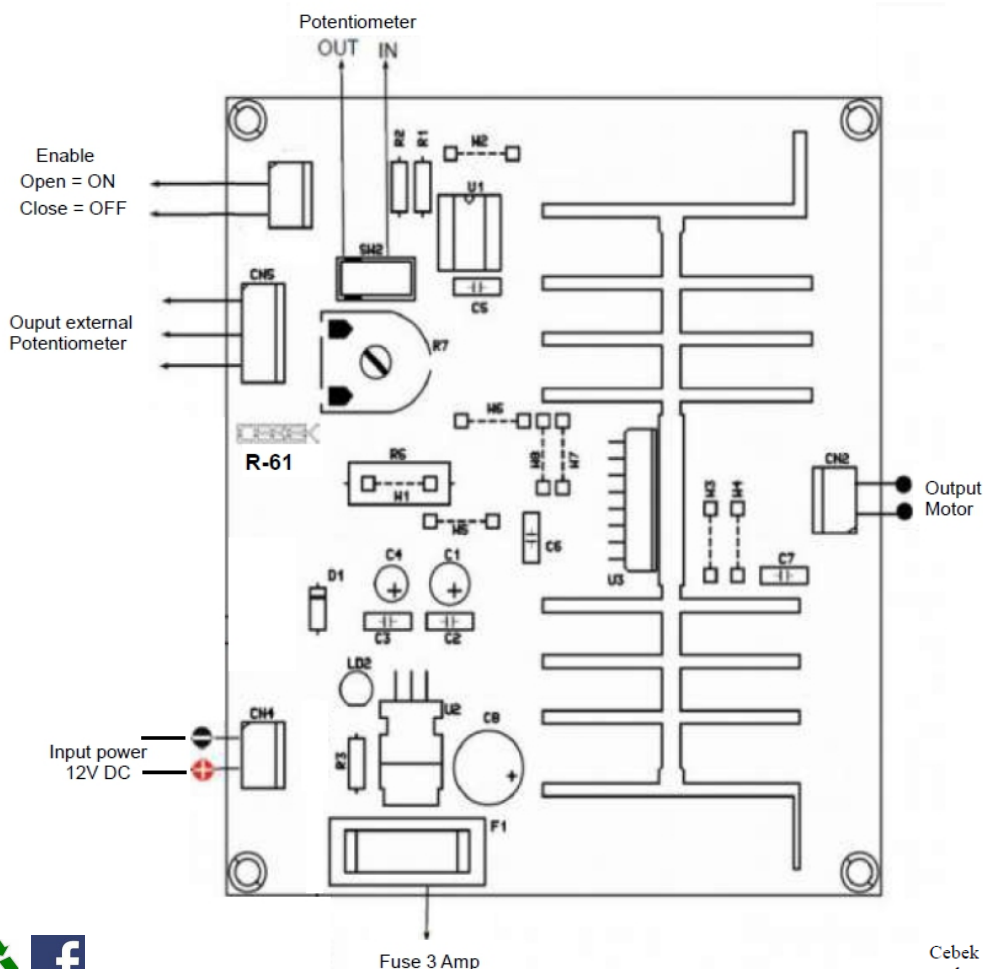 Potentiometer
OUT IN
Enable
Open = ON
Close = OFF
R2
R1
W2
U1
SW2
C5
CN5
Ouput external
Potentiometer
R7
CEBEK
R-61
W6
W8
W7
R6
W1
W5
C6
U3
W3
W4
CN2
Output
Motor
C7
D1
C4
C1
C3
C2
LD2
CN4
U2
C8
Input power
12V DC
R3
F1
Fuse 3 Amp
f
Cebek